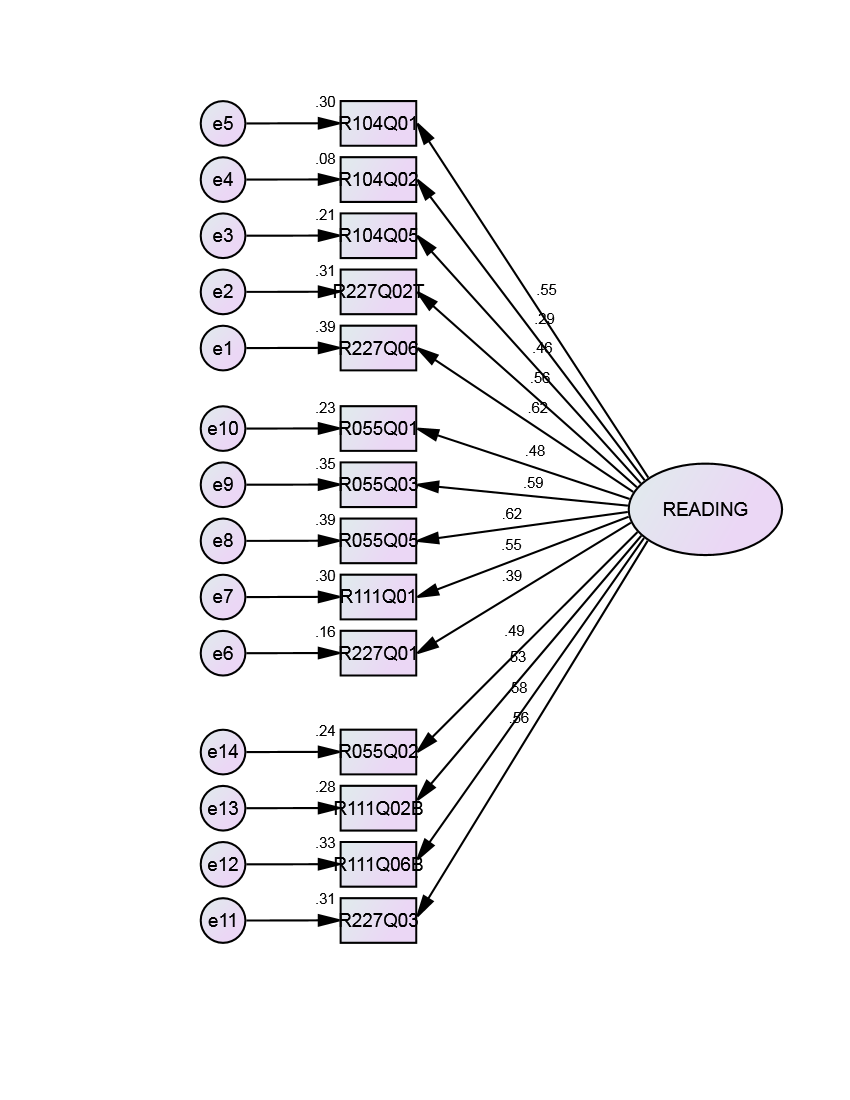 .30
e5 R104Q01
.08
e4 R104Q02
.21
e3 R104Q05
.31
e2 R227Q02T
.39
e1 R227Q06
.23
e10 R055Q01
.35
e9 R055Q03
.39
e8 R055Q05
.30
e7 R111Q01
.16
e6 R227Q01
.24
e14 R055Q02
.28
e13 R111Q02B
.33
e12 R111Q06B
.31
e11 R227Q03
.55
.29
.46
.56
.62
.48
.59
.62
.55
.39
.49
.53
.58
.56
READING